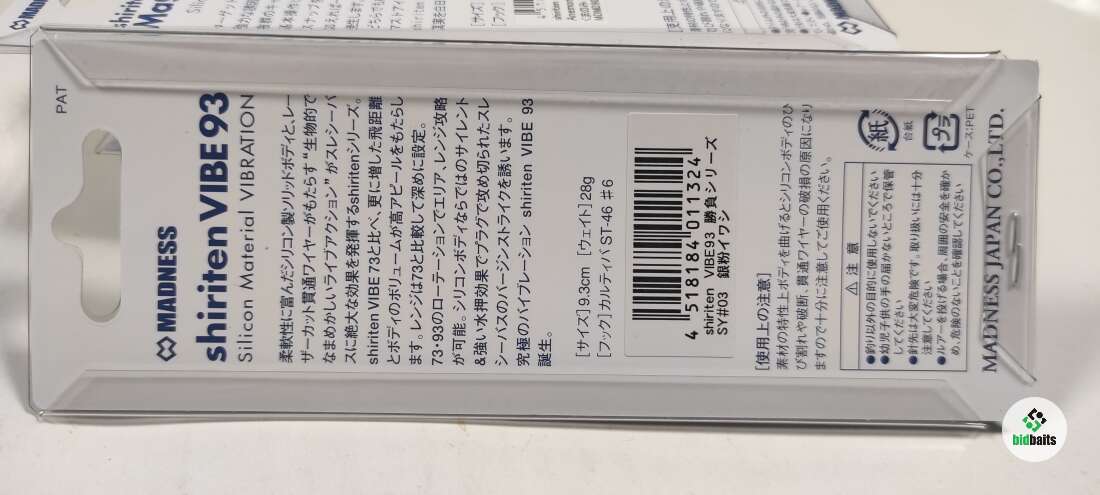 PAT
MADNESS
shiriten VIBE 93
Silicon Material VIBRATION
柔軟性に富んだシリコン製ソリッドボディと、レー
ザーカット貫通ワイヤーがもたらす“生物的で
なまめかしいライブアクション”がスレシーバ
スに絶大な効果を発揮するshiritenシリーズ。
shiriten VIBE 73と比べ、更に増した飛距離
とボディのボリュームが高アピールをもたらし
ます。レンジは73と比較して深めに設定。
73・93のローテーションでエリア、レンジ攻略
が可能。シリコンボディならではのサイレント
&強い水押効果でプラグで攻め切られたスレ
シーバスのバージンストライクを誘います。
究極のバイブレーション shiriten VIBE 93
誕生。
[サイズ]9.3cm [ウェイト]28g
[フック]カルティバ ST-46 #6
4 518184 011324
shiriten VIBE93 勝負シリーズ
SY#03 銀粉イワシ
[使用上の注意]
素材の特性上ボディを曲げるとシリコンボディのひ
び割れや破断、貫通ワイヤーの破損の原因になり
ますので十分に注意してご使用ください。
紙
台紙
プラ
ケース:PET
⚠ 注 意
●釣り以外の目的に使用しないでください
●幼児子供の手の届かないところで保管
してください
●針先は大変危険です。取り扱いには十分
注意してください
●ルアーを投げる場合、周囲の安全を確か
め、危険のないことを確認してください
MADNESS JAPAN CO.,LTD.
bidbaits